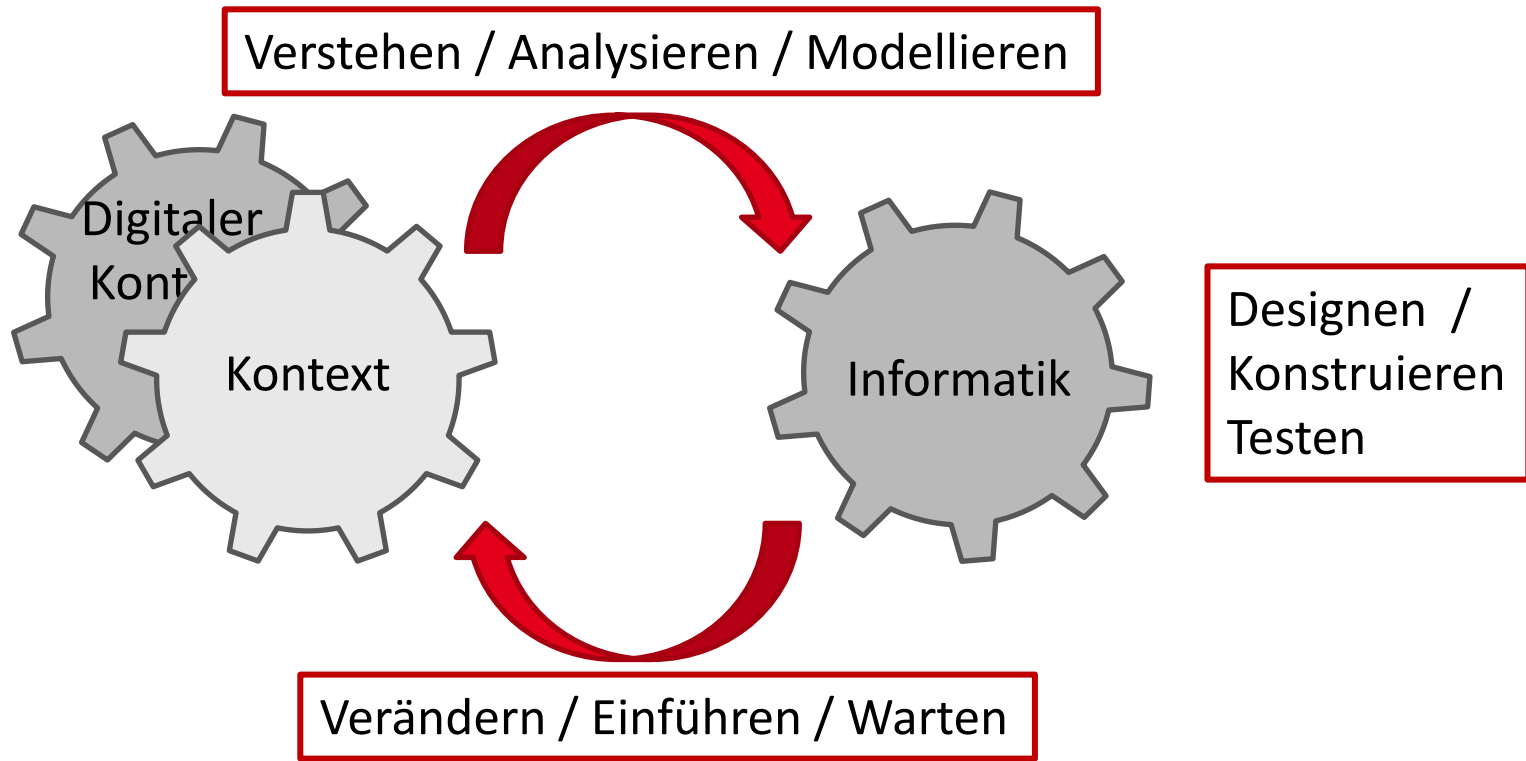 Verstehen / Analysieren / Modellieren
Digitaler
Kont
Kontext
Informatik
Designen /
Konstruieren
Testen
Verändern / Einführen / Warten